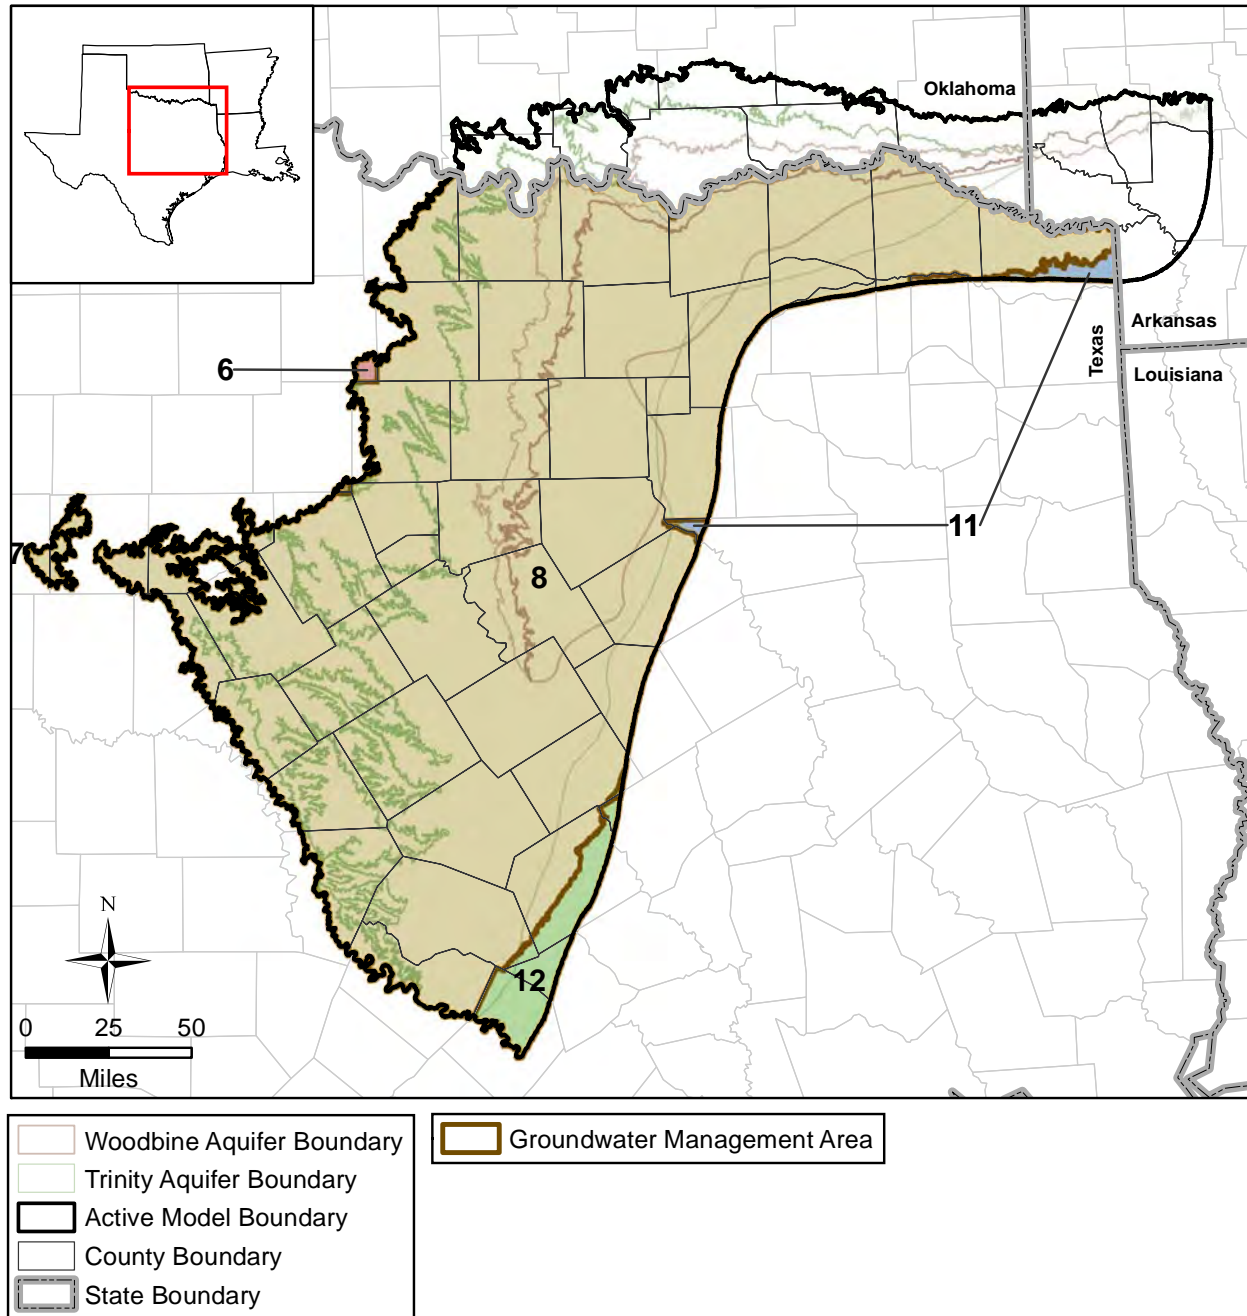 Oklahoma
Arkansas
Texas
Louisiana
6
11
7
8
12
N
0 25 50
Miles
Woodbine Aquifer Boundary
Trinity Aquifer Boundary
Active Model Boundary
County Boundary
State Boundary
Groundwater Management Area